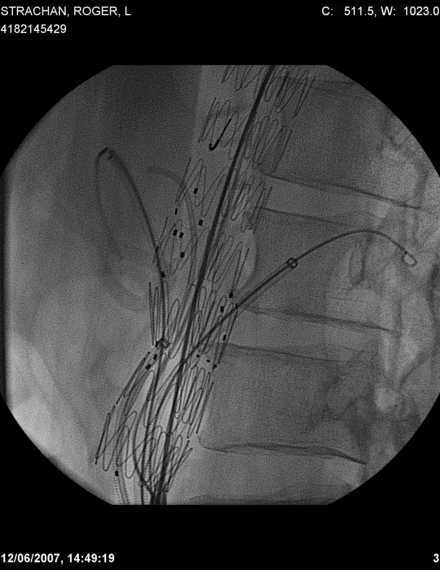 STRACHAN, ROGER, L
C: 511.5, W: 1023.0
4182145429
12/06/2007, 14:49:19
3